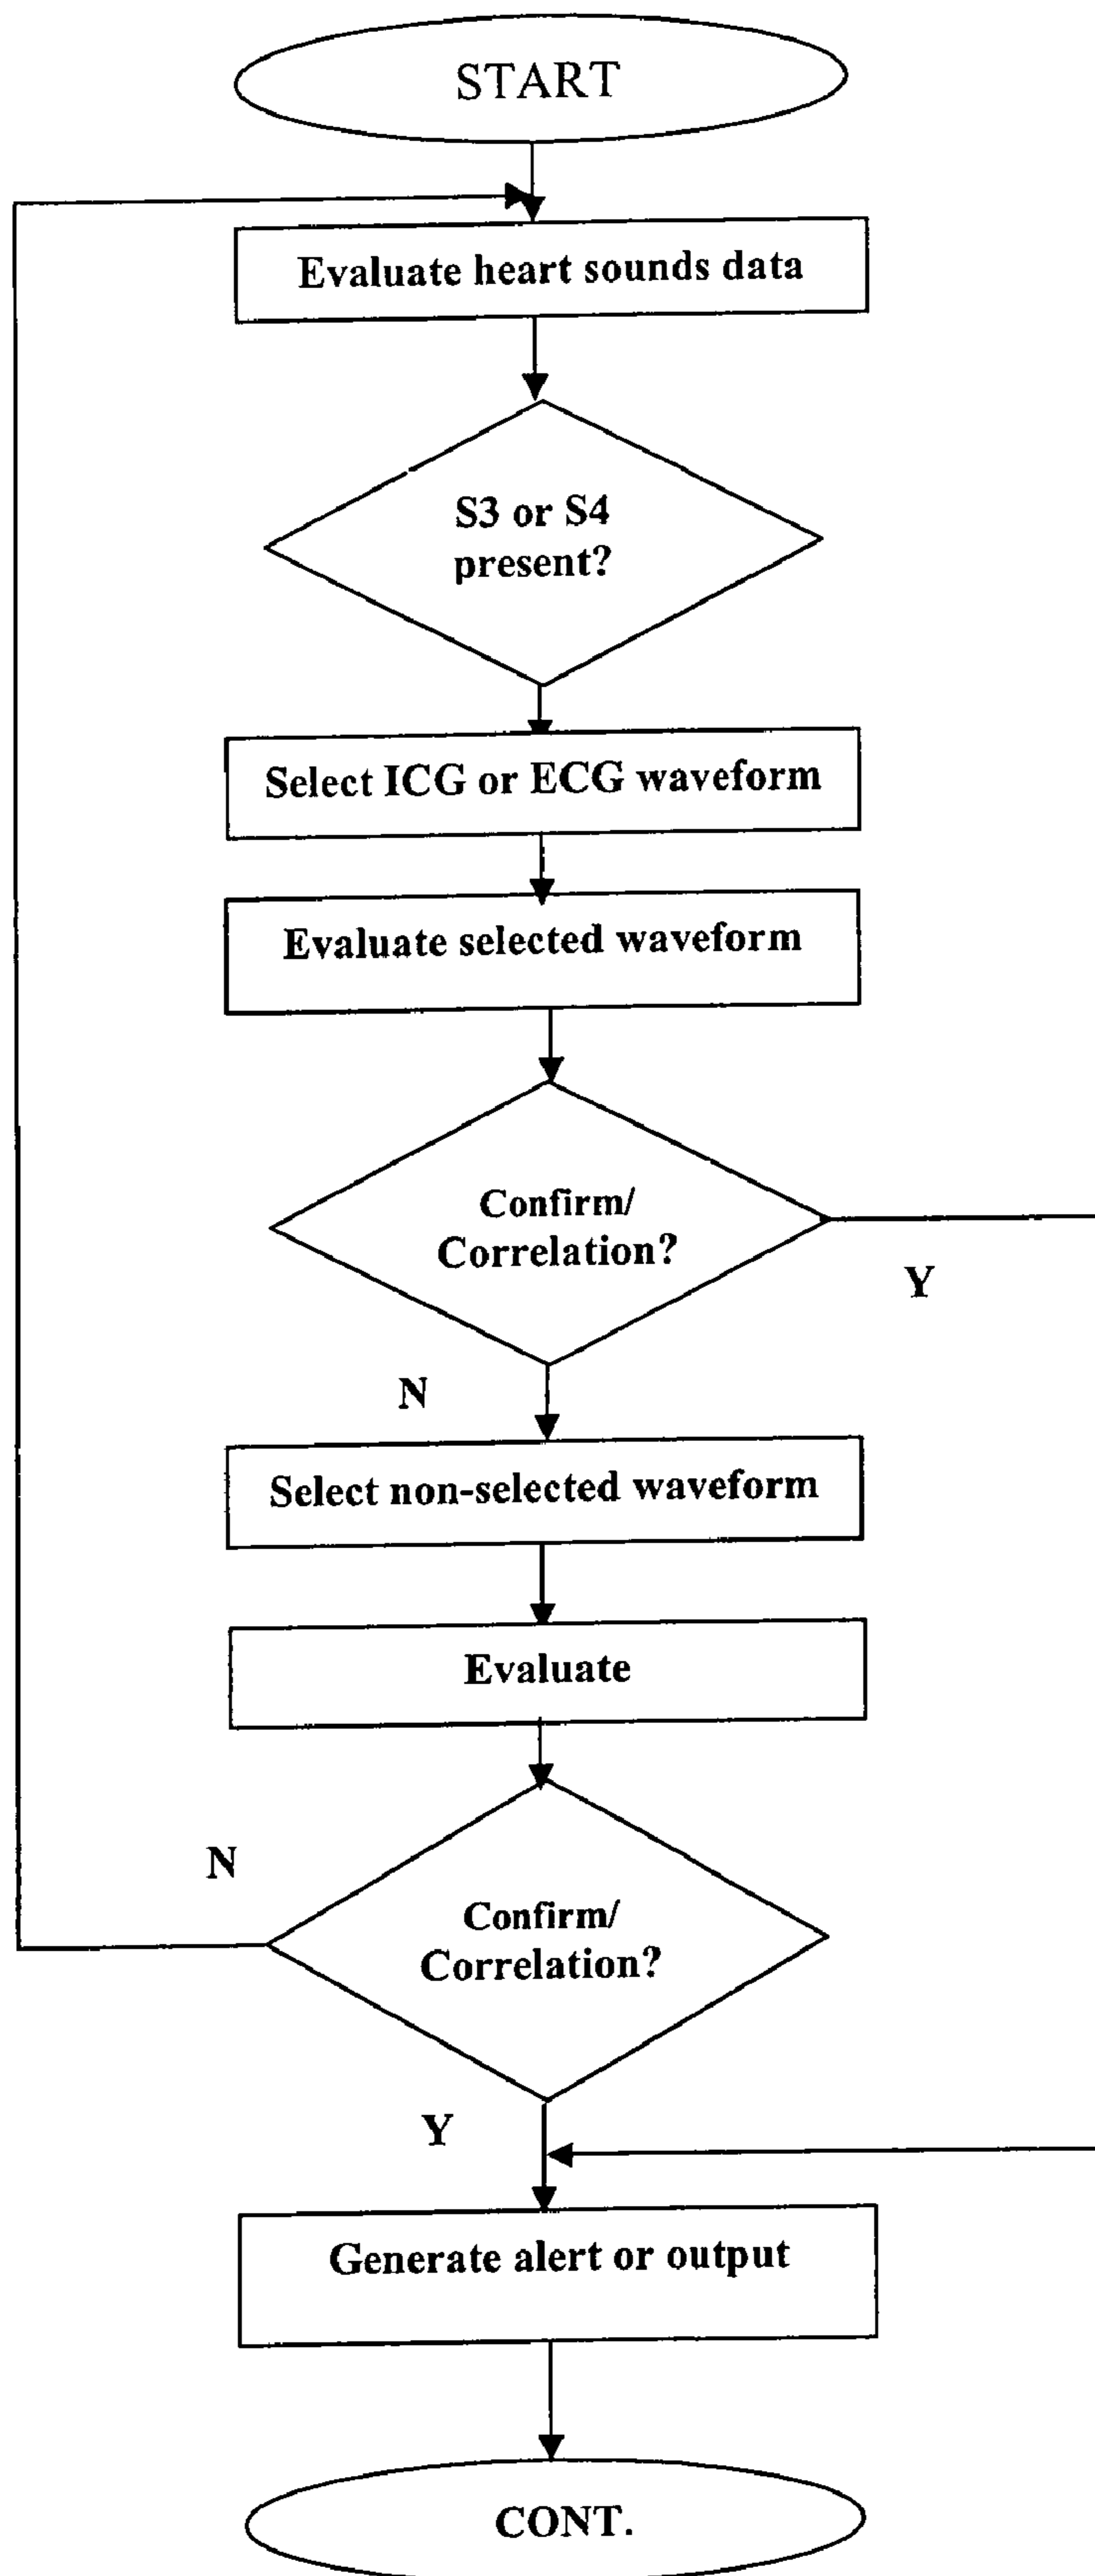 START
Evaluate heart sounds data
S3 or S4
present?
Select ICG or ECG waveform
Evaluate selected waveform
Confirm/
Correlation?
Y
N
Select non-selected waveform
Evaluate
N
Confirm/
Correlation?
Y
Generate alert or output
CONT.